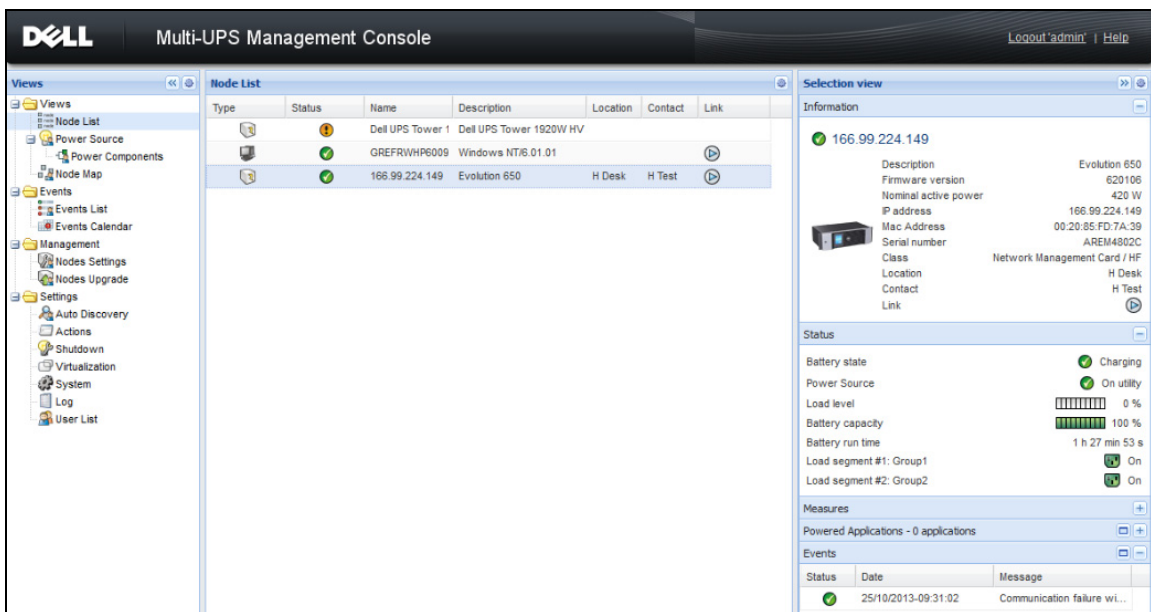 DELL Multi-UPS Management Console Logout 'admin' | Help
Views
Views
Node List
Power Source
Power Components
Node Map
Events
Events List
Events Calendar
Management
Nodes Settings
Nodes Upgrade
Settings
Auto Discovery
Actions
Shutdown
Virtualization
System
Log
User List
Node List
Type Status Name Description Location Contact Link
Dell UPS Tower 1 Dell UPS Tower 1920W HV
GREFRWHP6009 Windows NT/6.01.01
166.99.224.149 Evolution 650 H Desk H Test
Selection view
Information
166.99.224.149
Description Evolution 650
Firmware version 620106
Nominal active power 420 W
IP address 166.99.224.149
Mac Address 00:20:85:FD:7A:39
Serial number AREM4802C
Class Network Management Card / HF
Location H Desk
Contact H Test
Link
Status
Battery state Charging
Power Source On utility
Load level 0 %
Battery capacity 100 %
Battery run time 1 h 27 min 53 s
Load segment #1: Group1 On
Load segment #2: Group2 On
Measures
Powered Applications - 0 applications
Events
Status Date Message
25/10/2013-09:31:02 Communication failure wi...